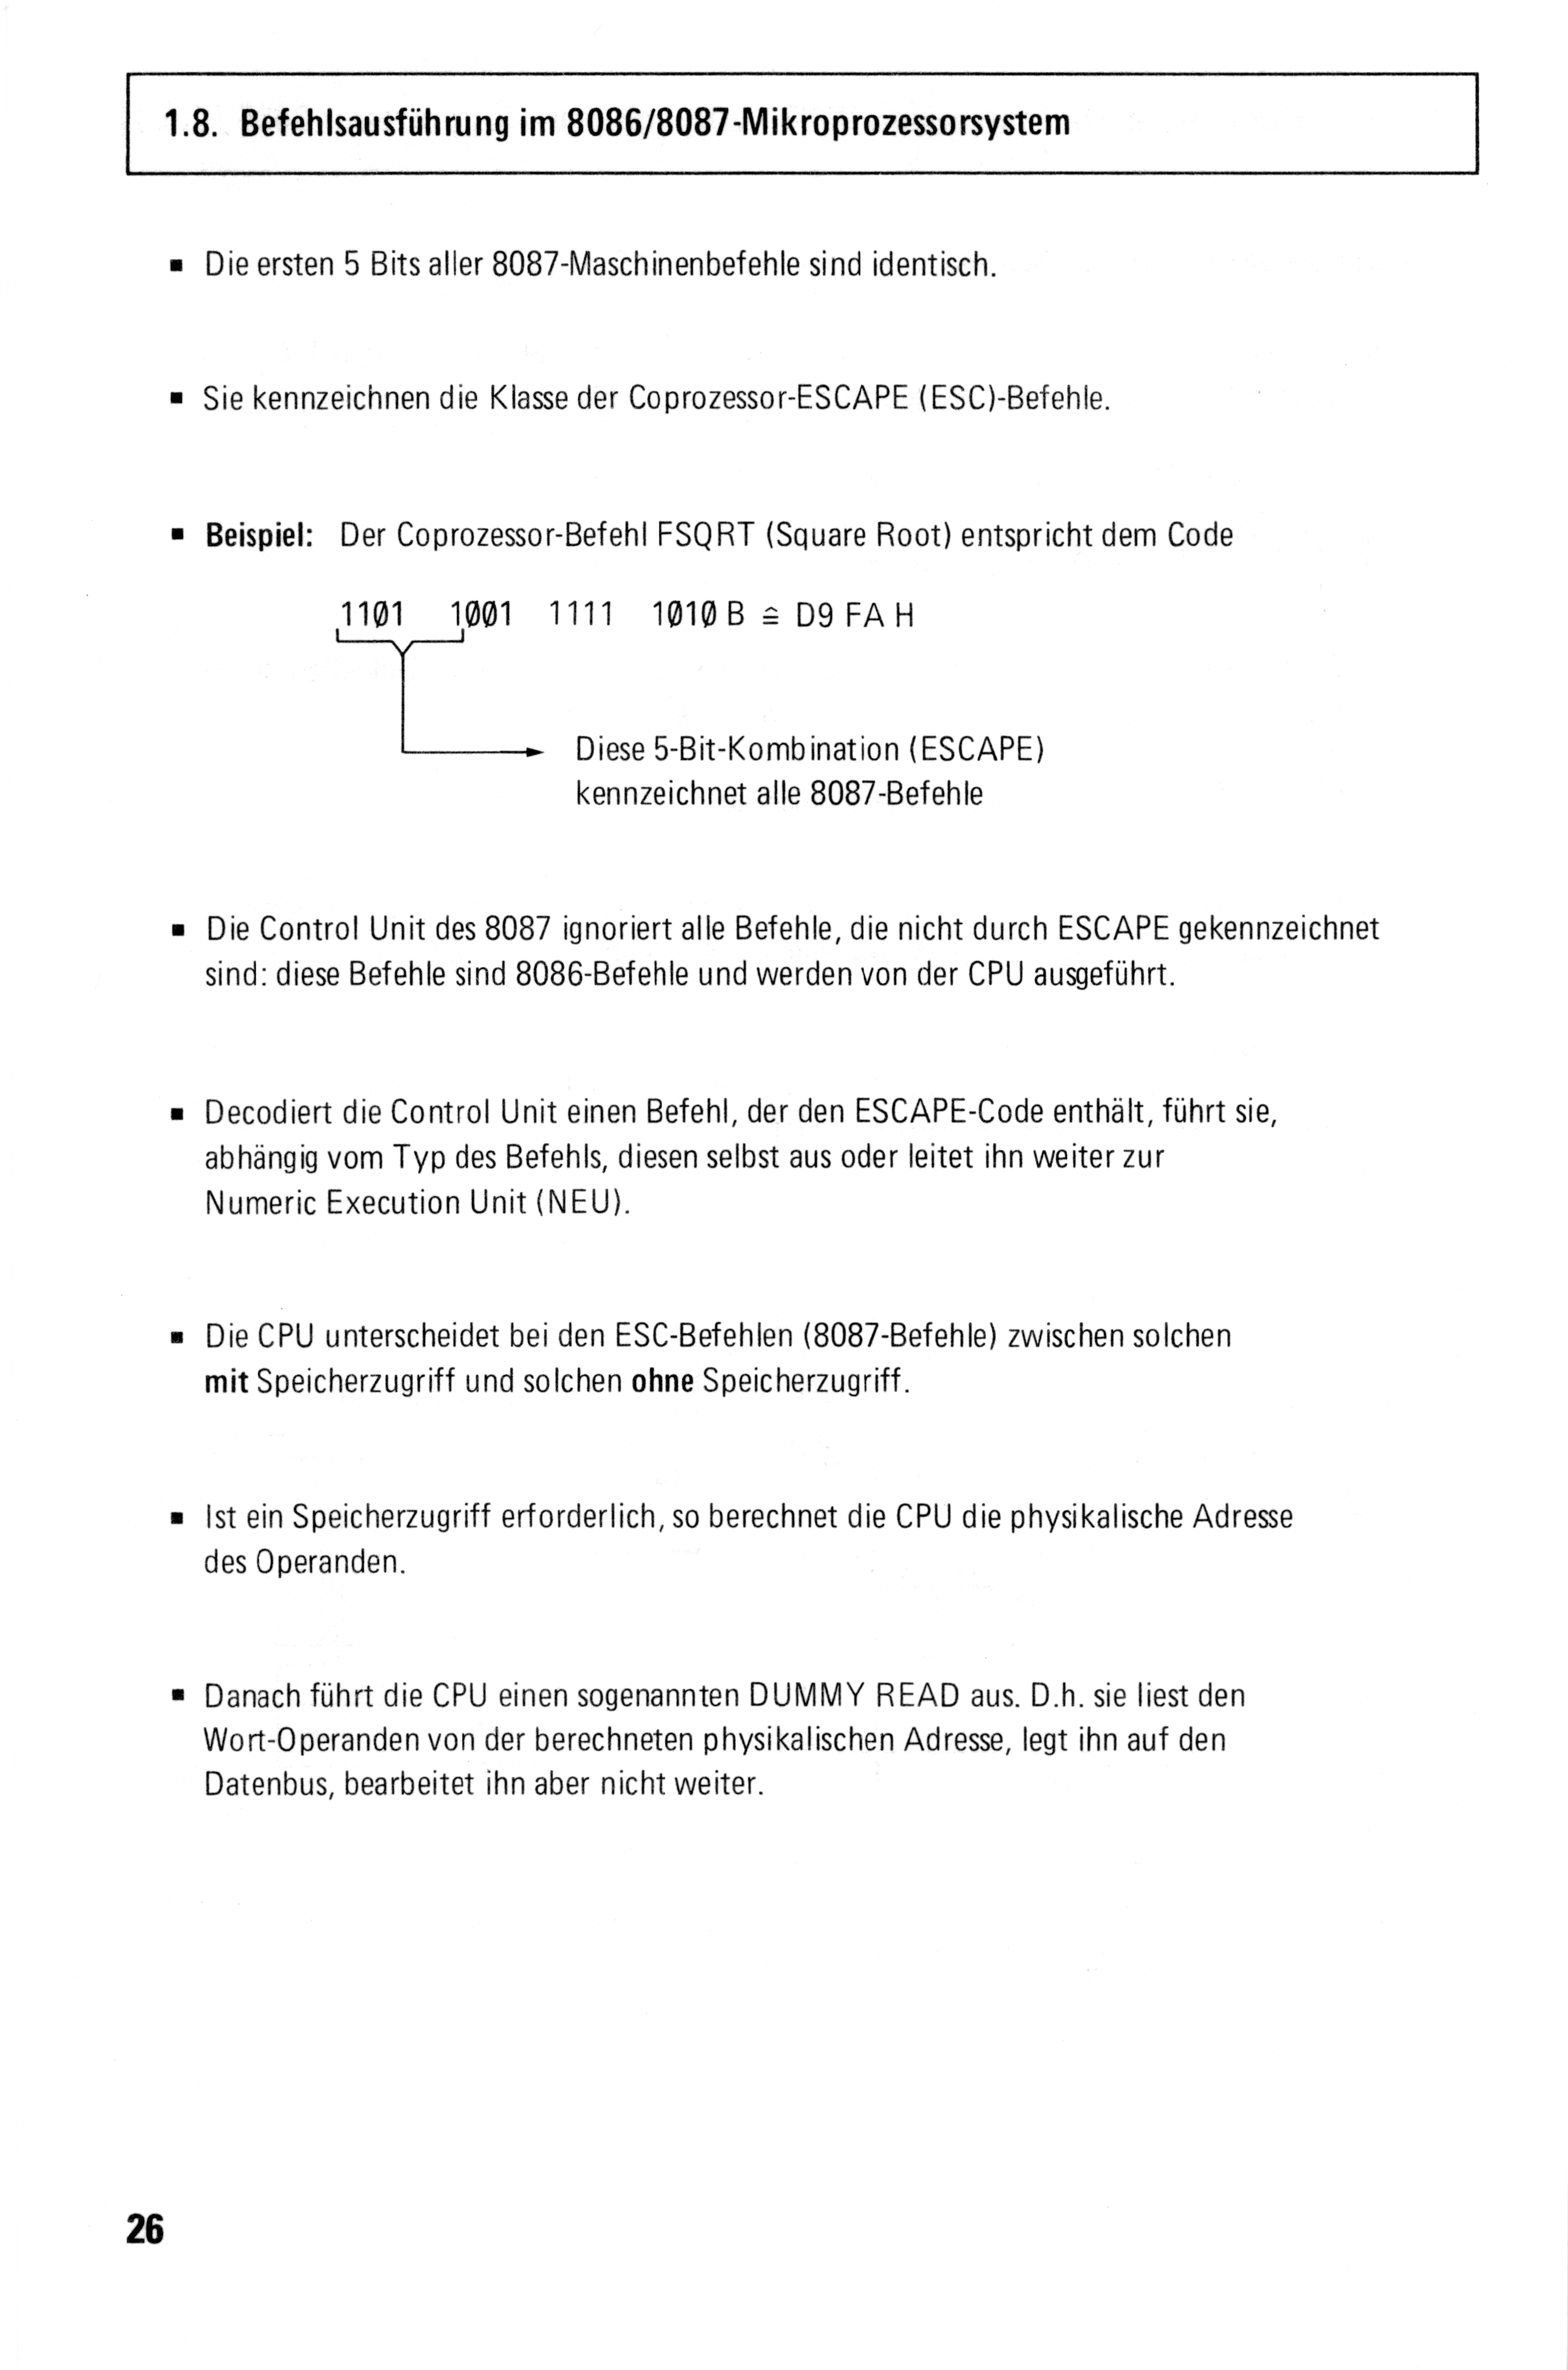 1.8. Befehlsausführung im 8086/8087-Mikroprozessorsystem
▪ Die ersten 5 Bits aller 8087-Maschinenbefehle sind identisch.
▪ Sie kennzeichnen die Klasse der Coprozessor-ESCAPE (ESC)-Befehle.
▪ Beispiel: Der Coprozessor-Befehl FSQRT (Square Root) entspricht dem Code
1101 1001 1111 1010 B ≙ D9 FA H
Diese 5-Bit-Kombination (ESCAPE)
kennzeichnet alle 8087-Befehle
▪ Die Control Unit des 8087 ignoriert alle Befehle, die nicht durch ESCAPE gekennzeichnet
sind: diese Befehle sind 8086-Befehle und werden von der CPU ausgeführt.
▪ Decodiert die Control Unit einen Befehl, der den ESCAPE-Code enthält, führt sie,
abhängig vom Typ des Befehls, diesen selbst aus oder leitet ihn weiter zur
Numeric Execution Unit (NEU).
▪ Die CPU unterscheidet bei den ESC-Befehlen (8087-Befehle) zwischen solchen
mit Speicherzugriff und solchen ohne Speicherzugriff.
▪ Ist ein Speicherzugriff erforderlich, so berechnet die CPU die physikalische Adresse
des Operanden.
▪ Danach führt die CPU einen sogenannten DUMMY READ aus. D.h. sie liest den
Wort-Operanden von der berechneten physikalischen Adresse, legt ihn auf den
Datenbus, bearbeitet ihn aber nicht weiter.
26